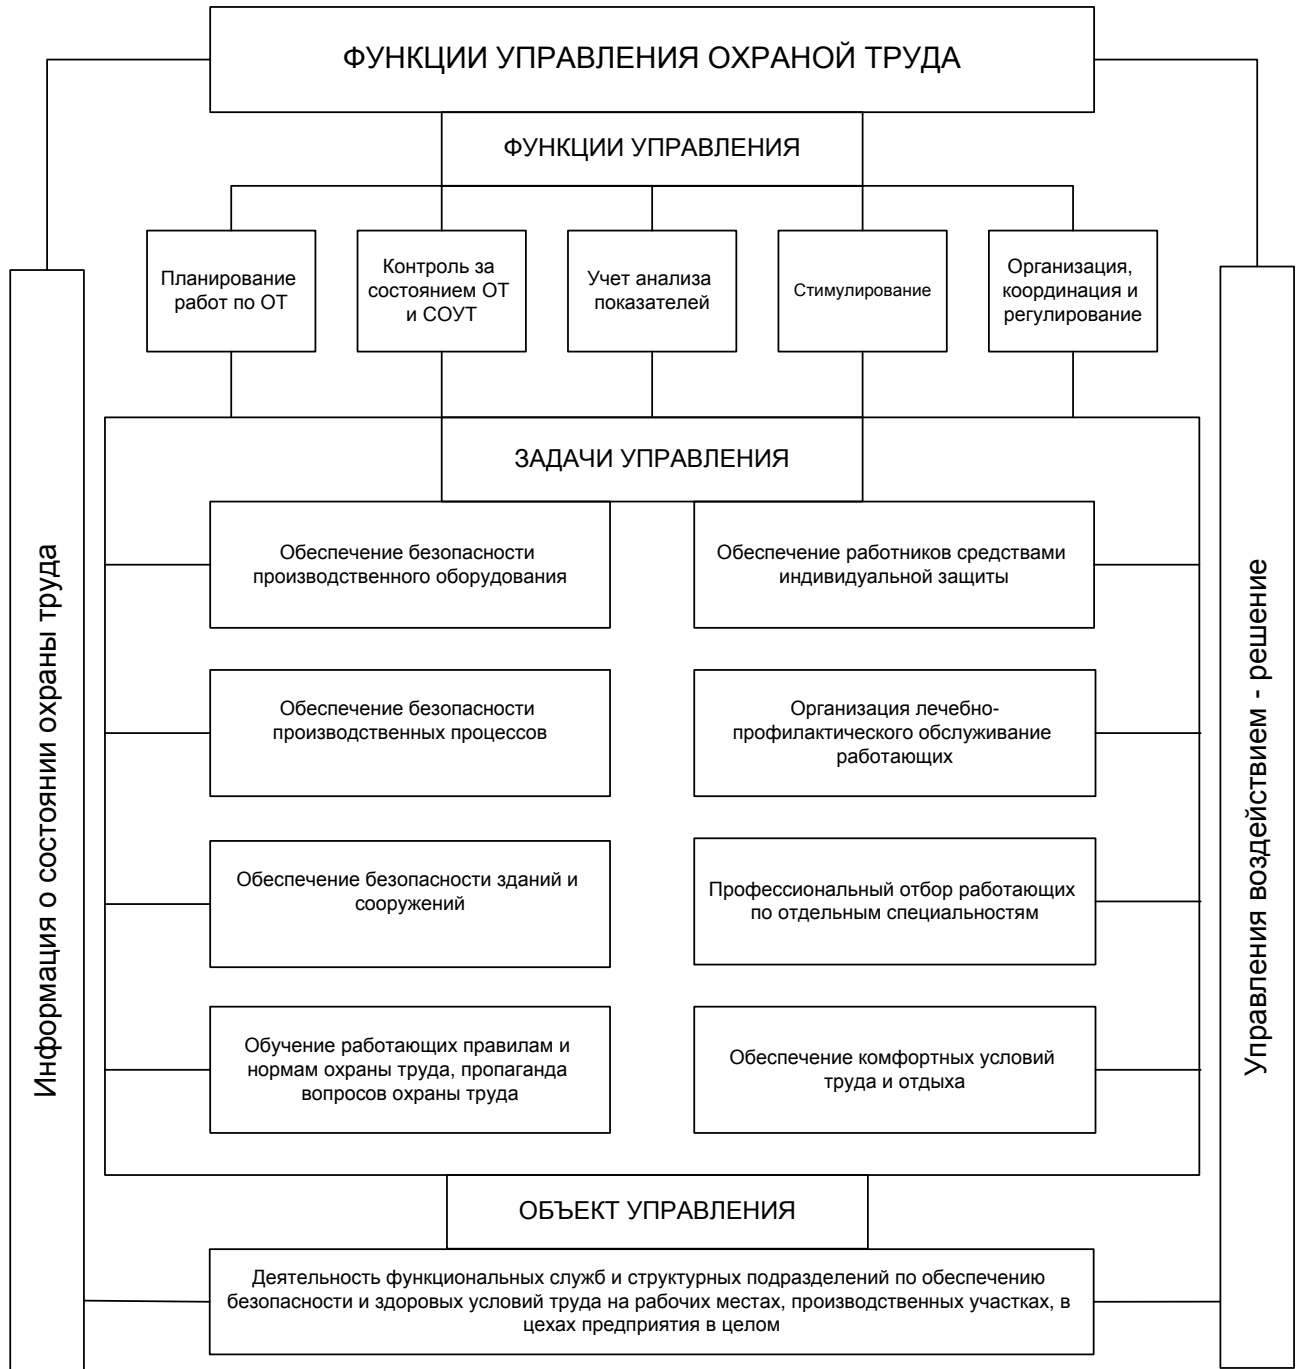 ФУНКЦИИ УПРАВЛЕНИЯ ОХРАНОЙ ТРУДА
ФУНКЦИИ УПРАВЛЕНИЯ
Планирование
работ по ОТ
Контроль за
состоянием ОТ
и СОУТ
Учет анализа
показателей
Стимулирование
Организация,
координация и
регулирование
Информация о состоянии охраны труда
Управления воздействием - решение
ЗАДАЧИ УПРАВЛЕНИЯ
Обеспечение безопасности
производственного оборудования
Обеспечение работников средствами
индивидуальной защиты
Обеспечение безопасности
производственных процессов
Организация лечебно-
профилактического обслуживание
работающих
Обеспечение безопасности зданий и
сооружений
Профессиональный отбор работающих
по отдельным специальностям
Обучение работающих правилам и
нормам охраны труда, пропаганда
вопросов охраны труда
Обеспечение комфортных условий
труда и отдыха
ОБЪЕКТ УПРАВЛЕНИЯ
Деятельность функциональных служб и структурных подразделений по обеспечению
безопасности и здоровых условий труда на рабочих местах, производственных участках, в
цехах предприятия в целом